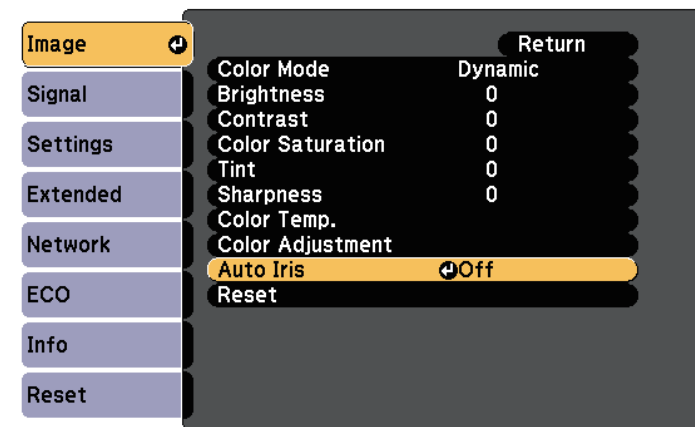 Image
Signal
Settings
Extended
Network
ECO
Info
Reset
Return
Color Mode Dynamic
Brightness 0
Contrast 0
Color Saturation 0
Tint 0
Sharpness 0
Color Temp.
Color Adjustment
Auto Iris Off
Reset